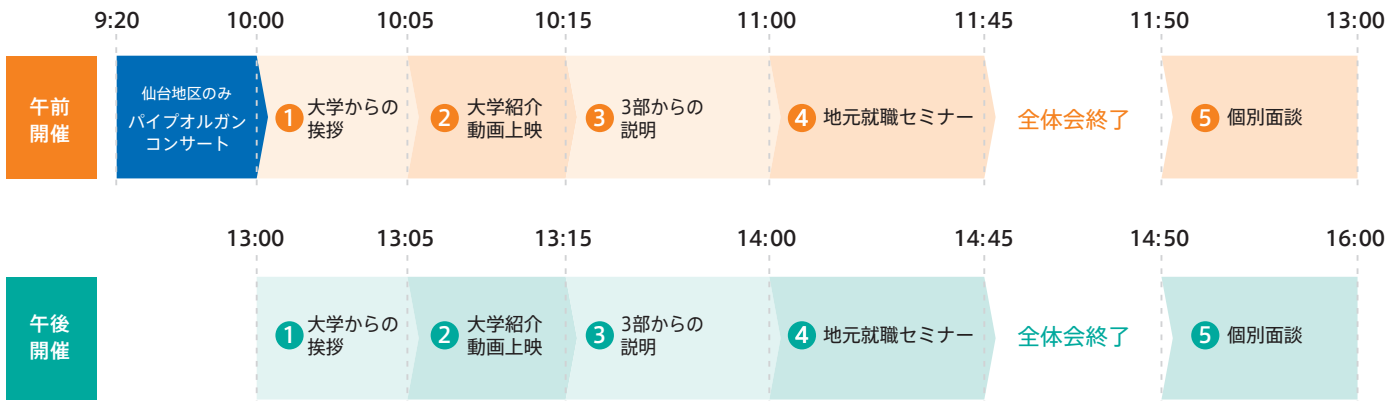 9:20 10:00 10:05 10:15 11:00 11:45 11:50 13:00
午前
開催
仙台地区のみ
パイプオルガン
コンサート
1 大学からの
挨拶
2 大学紹介
動画上映
3 3部からの
説明
4 地元就職セミナー
全体会終了
5 個別面談
13:00 13:05 13:15 14:00 14:45 14:50 16:00
午後
開催
1 大学からの
挨拶
2 大学紹介
動画上映
3 3部からの
説明
4 地元就職セミナー
全体会終了
5 個別面談